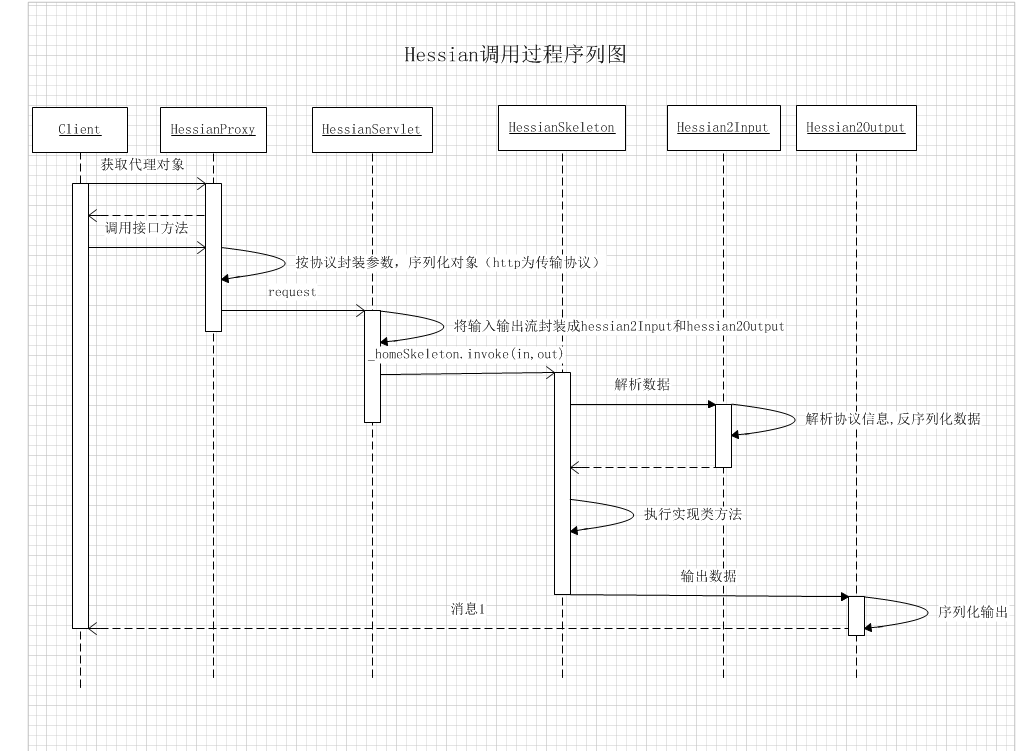 Hessian调用过程序列图
Client
HessianProxy
HessianServlet
HessianSkeleton
Hessian2Input
Hessian2Output
获取代理对象
调用接口方法
按协议封装参数，序列化对象（http为传输协议）
request
将输入输出流封装成hessian2Input和hessian2Output
_homeSkeleton.invoke(in,out)
解析数据
解析协议信息,反序列化数据
执行实现类方法
输出数据
消息1
序列化输出